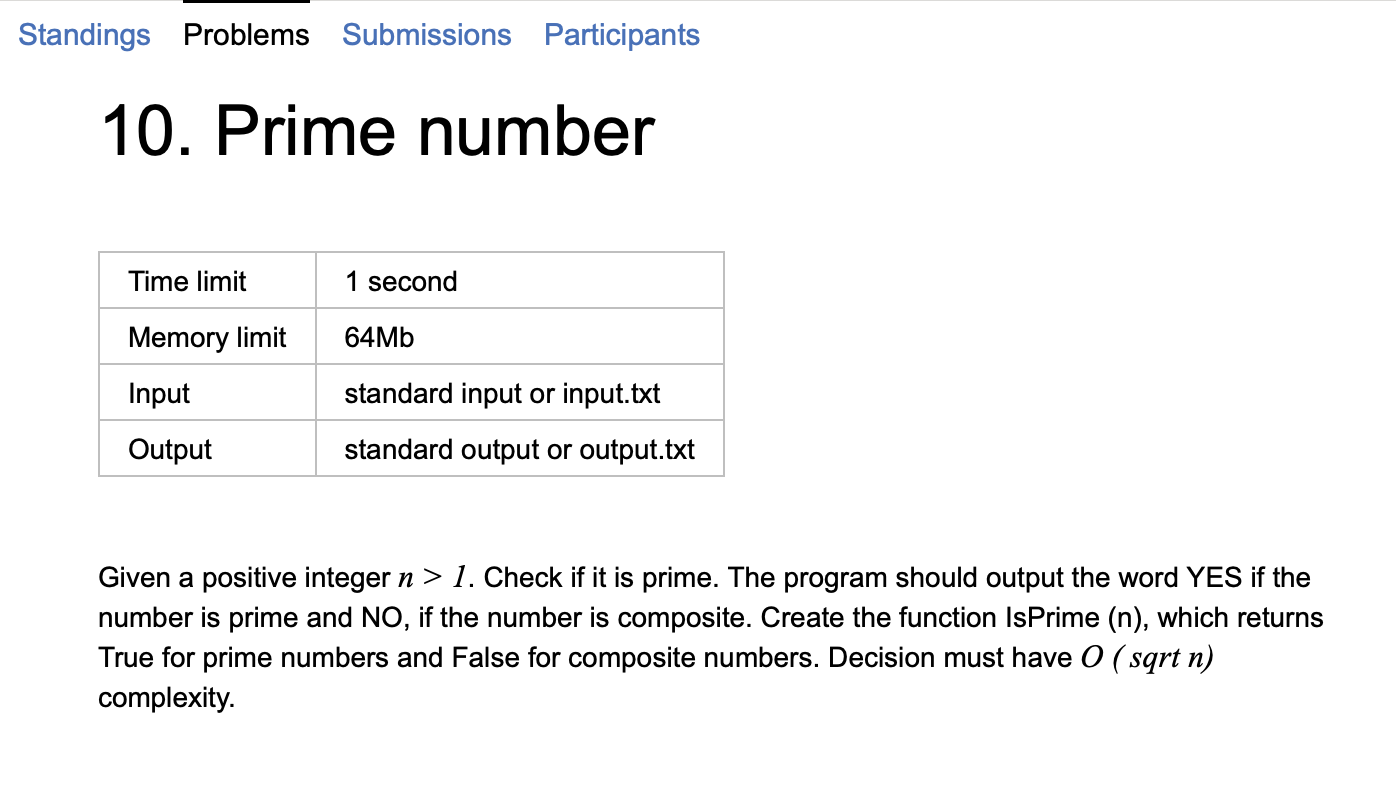 Standings Problems Submissions Participants
10. Prime number
Time limit 1 second
Memory limit 64Mb
Input standard input or input.txt
Output standard output or output.txt
Given a positive integer n > 1. Check if it is prime. The program should output the word YES if the
number is prime and NO, if the number is composite. Create the function IsPrime (n), which returns
True for prime numbers and False for composite numbers. Decision must have O ( sqrt n)
complexity.